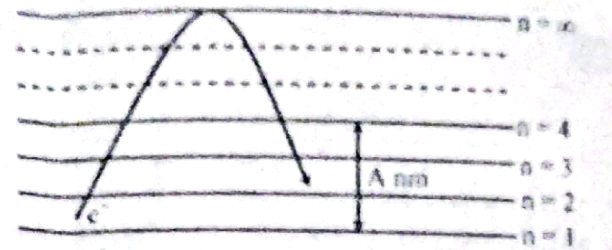 n = ∞
n = 4
n = 3
A nm
n = 2
e⁻
n = 1